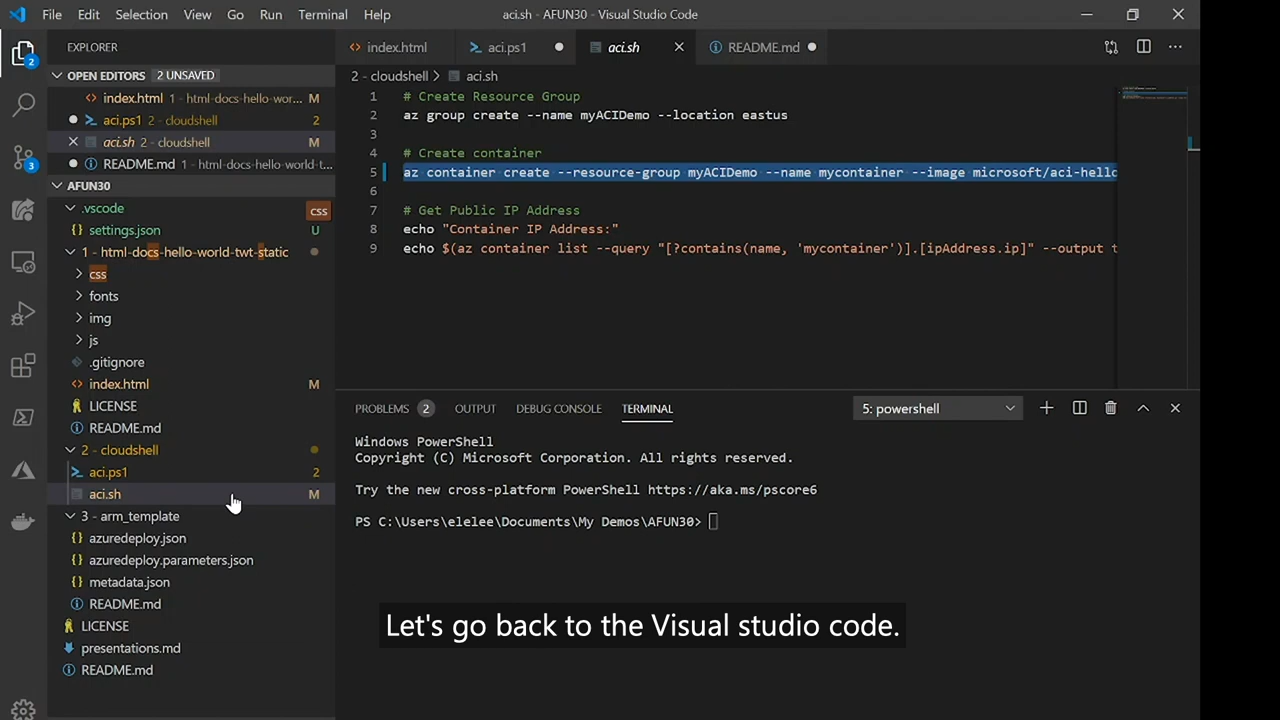 File Edit Selection View Go Run Terminal Help aci.sh - AFUN30 - Visual Studio Code
2
3
EXPLORER
OPEN EDITORS 2 UNSAVED
index.html 1 - html-docs-hello-wor... M
aci.ps1 2 - cloudshell 2
aci.sh 2 - cloudshell M
README.md 1 - html-docs-hello-world-t...
AFUN30
.vscode
css
settings.json U
1 - html-docs-hello-world-twt-static
css
fonts
img
js
.gitignore
index.html M
LICENSE
README.md
2 - cloudshell
aci.ps1 2
aci.sh M
3 - arm_template
azuredeploy.json
azuredeploy.parameters.json
metadata.json
README.md
LICENSE
presentations.md
README.md
index.html aci.ps1 aci.sh README.md
2 - cloudshell > aci.sh
1 # Create Resource Group
2 az group create --name myACIDemo --location eastus
3
4 # Create container
5 az container create --resource-group myACIDemo --name mycontainer --image microsoft/aci-hello
6
7 # Get Public IP Address
8 echo "Container IP Address:"
9 echo $(az container list --query "[?contains(name, 'mycontainer')].[ipAddress.ip]" --output t
PROBLEMS 2 OUTPUT DEBUG CONSOLE TERMINAL 5: powershell
Windows PowerShell
Copyright (C) Microsoft Corporation. All rights reserved.
Try the new cross-platform PowerShell https://aka.ms/pscore6
PS C:\Users\elelee\Documents\My Demos\AFUN30>
Let's go back to the Visual studio code.